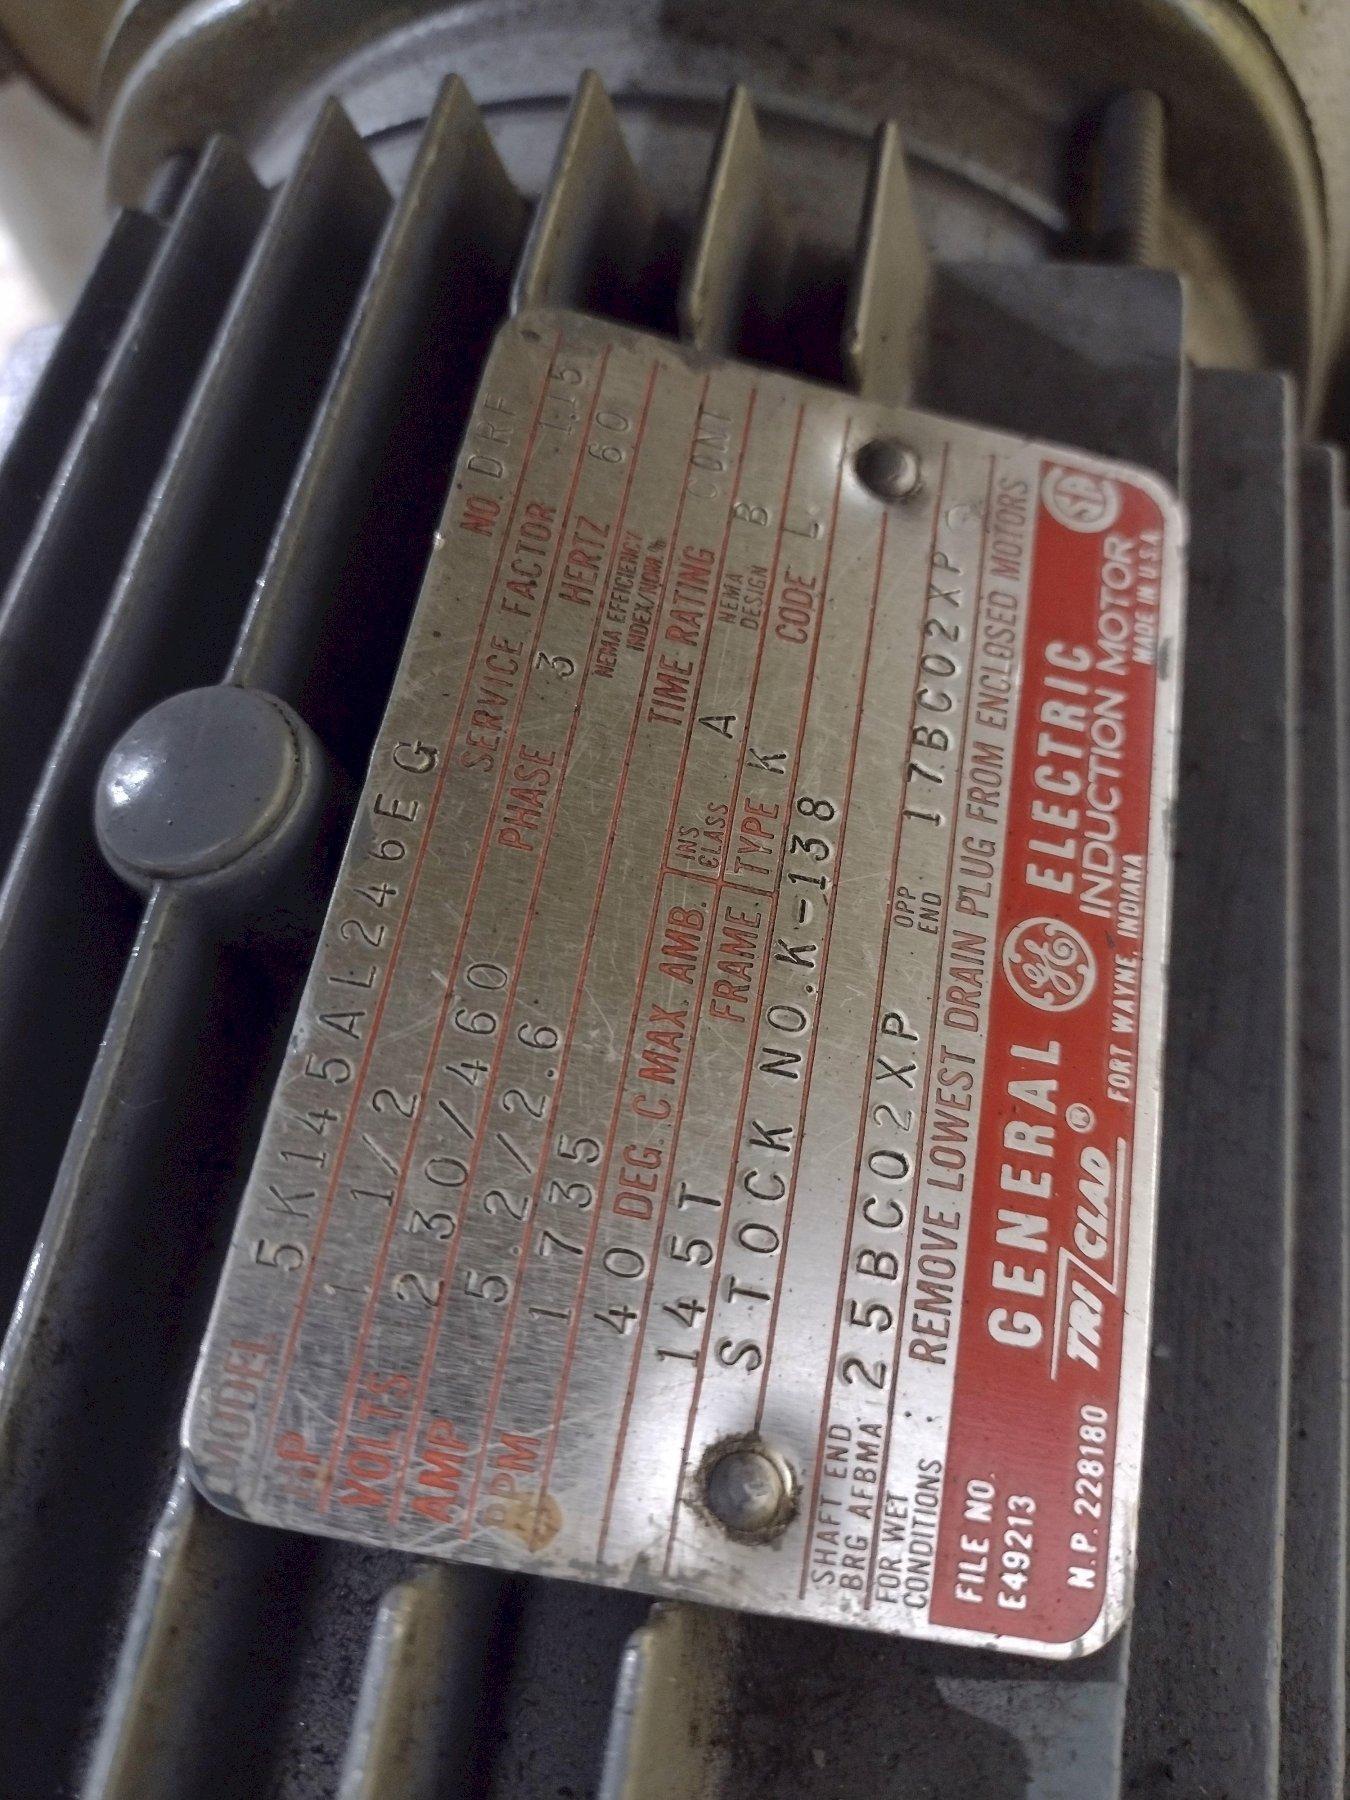 MODEL 5K145AL246EG NO. DRF
HP 1 1/2 SERVICE FACTOR 1.15
VOLTS 230/460 PHASE 3 HERTZ 60
AMP 5.2/2.6 NEMA EFFICIENCY INDEX/NOM.%
RPM 1735 TIME RATING CONT
40 DEG. C MAX. AMB. INS CLASS A NEMA DESIGN B
145T FRAME TYPE K CODE L
STOCK NO.K-138
SHAFT END BRG AFBMA 25BC02XP OPP END 17BC02XP
FOR WET CONDITIONS : REMOVE LOWEST DRAIN PLUG FROM ENCLOSED MOTORS
FILE NO. E49213
GENERAL GE ELECTRIC
TRI/CLAD ® INDUCTION MOTOR
N.P. 228180 FORT WAYNE, INDIANA MADE IN U.S.A.